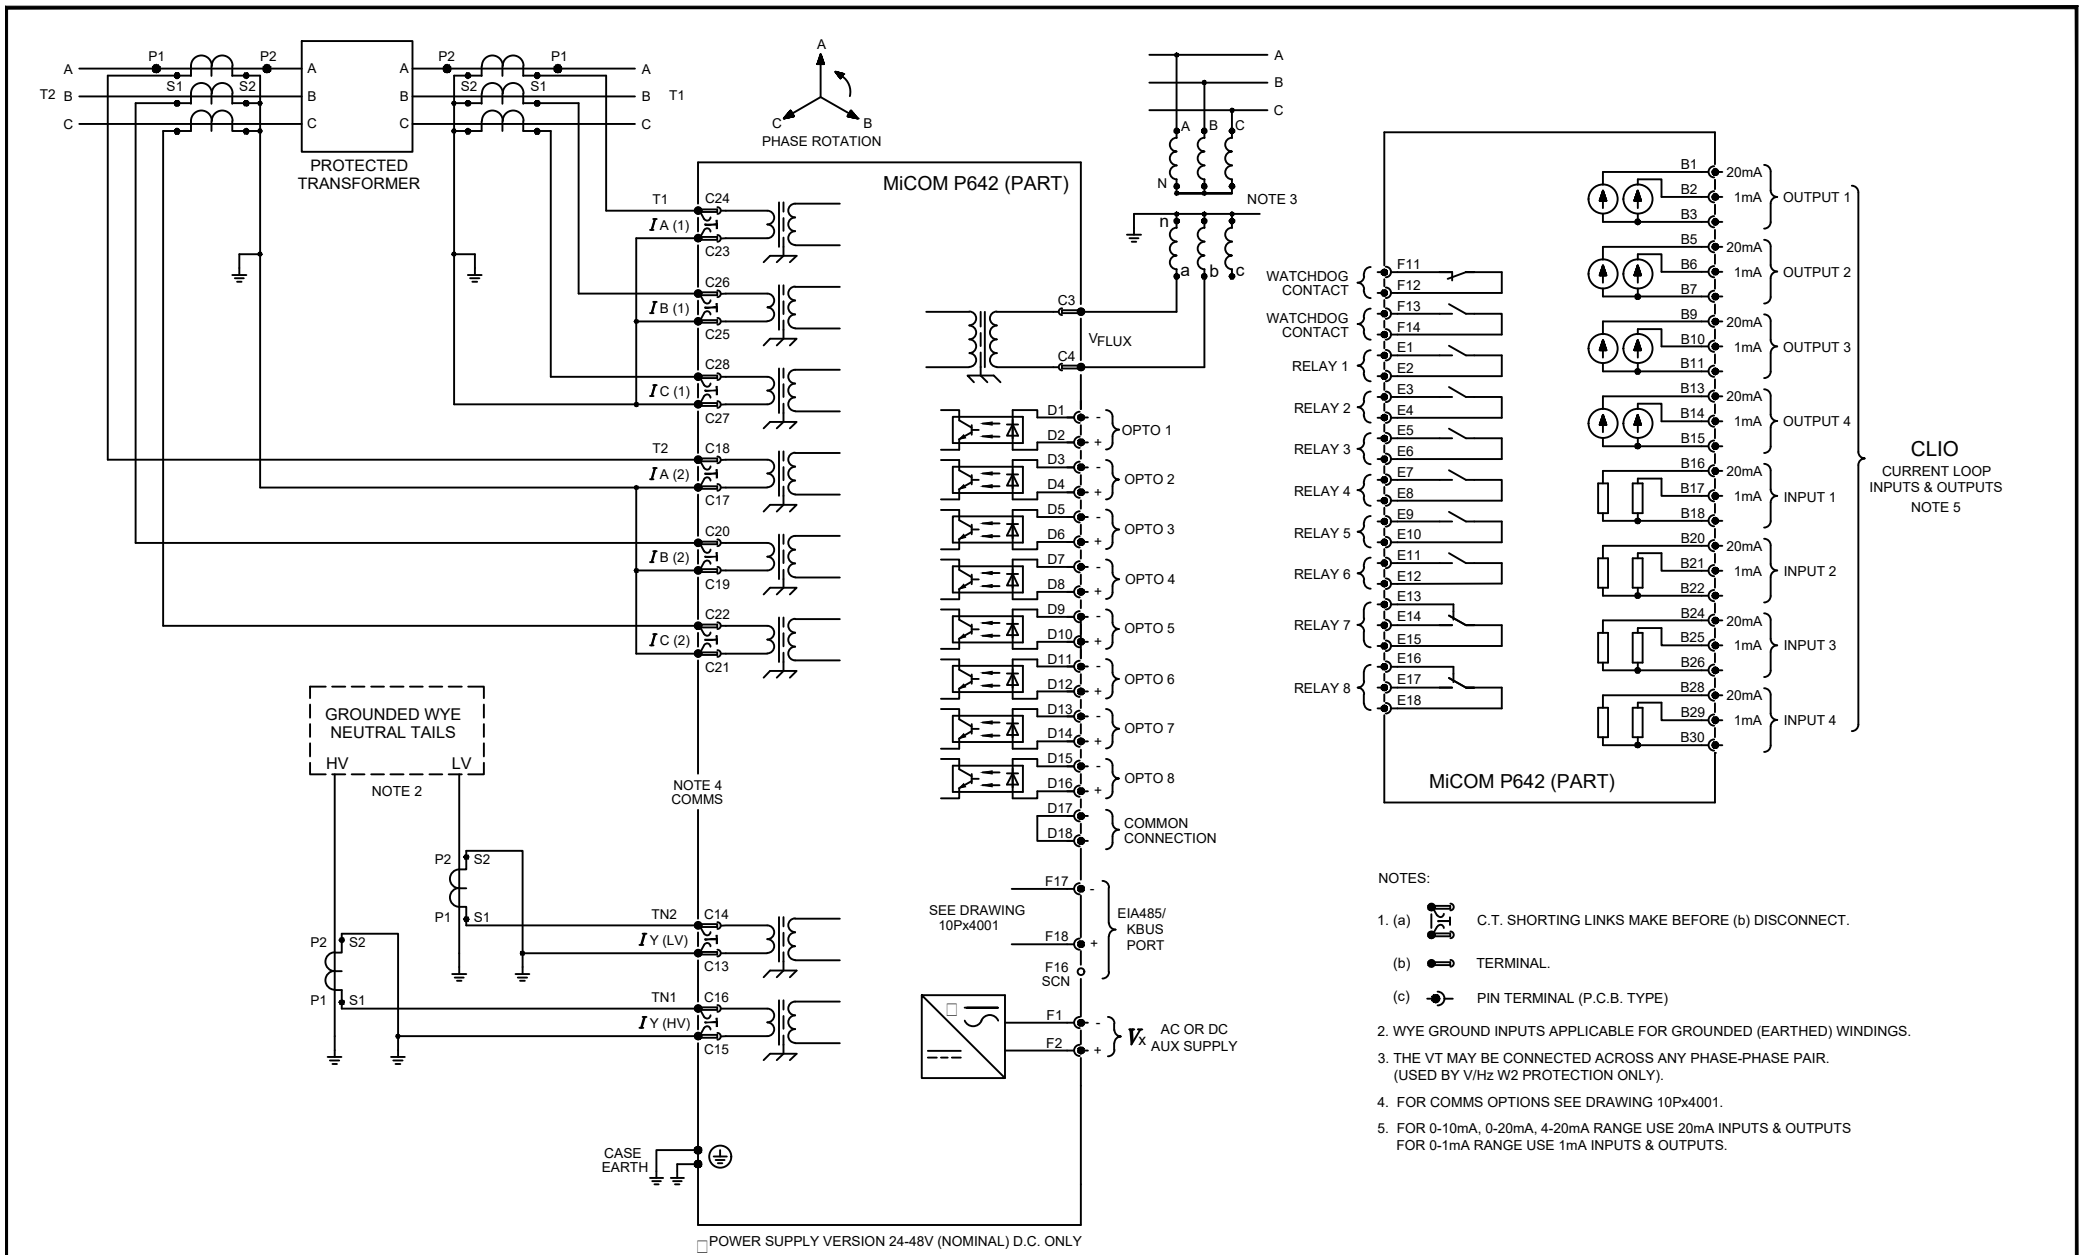 P1
P2
A
S1
S2
T2
B
C
A
B
C
PROTECTED
TRANSFORMER
A
B
C
P2
P1
S2
S1
A
B
T1
C
A
C
B
PHASE ROTATION
MiCOM P642 (PART)
T1
C24
I A (1)
C23
C26
I B (1)
C25
C28
I C (1)
C27
T2
C18
I A (2)
C17
C20
I B (2)
C19
C22
I C (2)
C21
GROUNDED WYE
NEUTRAL TAILS
HV
LV
NOTE 2
NOTE 4
COMMS
P2
S2
P1
S1
P2
S2
P1
S1
TN2
C14
I Y (LV)
C13
TN1
C16
I Y (HV)
C15
CASE
EARTH
A
B
C
A
B
C
N
NOTE 3
n
a
b
c
C3
VFLUX
C4
D1
-
D2
+
OPTO 1
D3
-
D4
+
OPTO 2
D5
-
D6
+
OPTO 3
D7
-
D8
+
OPTO 4
D9
-
D10
+
OPTO 5
D11
-
D12
+
OPTO 6
D13
-
D14
+
OPTO 7
D15
-
D16
+
OPTO 8
D17
D18
COMMON
CONNECTION
SEE DRAWING
10Px4001
F17
-
F18
+
F16
SCN
EIA485/
KBUS
PORT
F1
-
F2
+
Vx
AC OR DC
AUX SUPPLY
POWER SUPPLY VERSION 24-48V (NOMINAL) D.C. ONLY
WATCHDOG
CONTACT
F11
F12
WATCHDOG
CONTACT
F13
F14
RELAY 1
E1
E2
RELAY 2
E3
E4
RELAY 3
E5
E6
RELAY 4
E7
E8
RELAY 5
E9
E10
RELAY 6
E11
E12
RELAY 7
E13
E14
E15
RELAY 8
E16
E17
E18
B1
20mA
B2
1mA
B3
OUTPUT 1
B5
20mA
B6
1mA
B7
OUTPUT 2
B9
20mA
B10
1mA
B11
OUTPUT 3
B13
20mA
B14
1mA
B15
OUTPUT 4
B16
20mA
B17
1mA
B18
INPUT 1
B20
20mA
B21
1mA
B22
INPUT 2
B24
20mA
B25
1mA
B26
INPUT 3
B28
20mA
B29
1mA
B30
INPUT 4
CLIO
CURRENT LOOP
INPUTS & OUTPUTS
NOTE 5
MiCOM P642 (PART)
NOTES:
1. (a) C.T. SHORTING LINKS MAKE BEFORE (b) DISCONNECT.
(b) TERMINAL.
(c) PIN TERMINAL (P.C.B. TYPE)
2. WYE GROUND INPUTS APPLICABLE FOR GROUNDED (EARTHED) WINDINGS.
3. THE VT MAY BE CONNECTED ACROSS ANY PHASE-PHASE PAIR.
(USED BY V/Hz W2 PROTECTION ONLY).
4. FOR COMMS OPTIONS SEE DRAWING 10Px4001.
5. FOR 0-10mA, 0-20mA, 4-20mA RANGE USE 20mA INPUTS & OUTPUTS
FOR 0-1mA RANGE USE 1mA INPUTS & OUTPUTS.